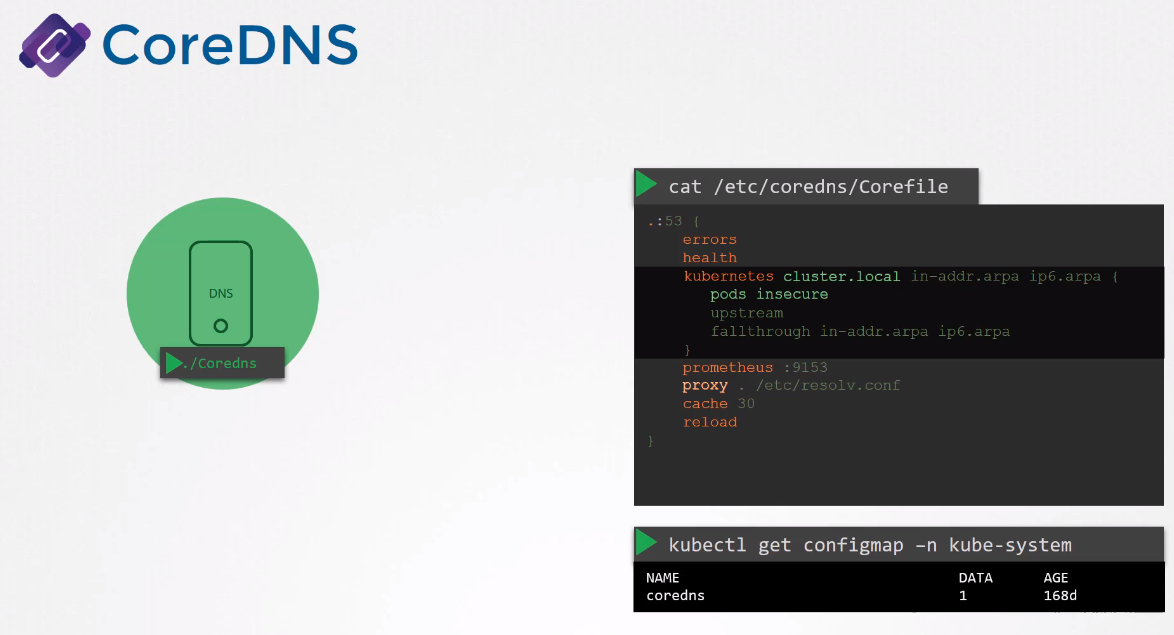 CoreDNS
DNS
./Coredns
cat /etc/coredns/Corefile
.:53 {
    errors
    health
    kubernetes cluster.local in-addr.arpa ip6.arpa {
       pods insecure
       upstream
       fallthrough in-addr.arpa ip6.arpa
    }
    prometheus :9153
    proxy . /etc/resolv.conf
    cache 30
    reload
}
kubectl get configmap –n kube-system
NAME DATA AGE
coredns 1 168d